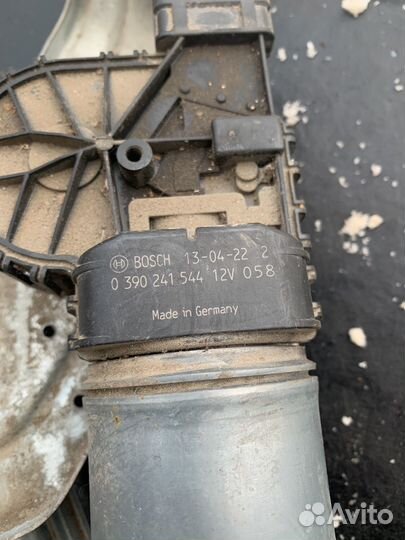 BOSCH 13-04-22 2
0 390 241 544 12V 058
Made in Germany
Avito